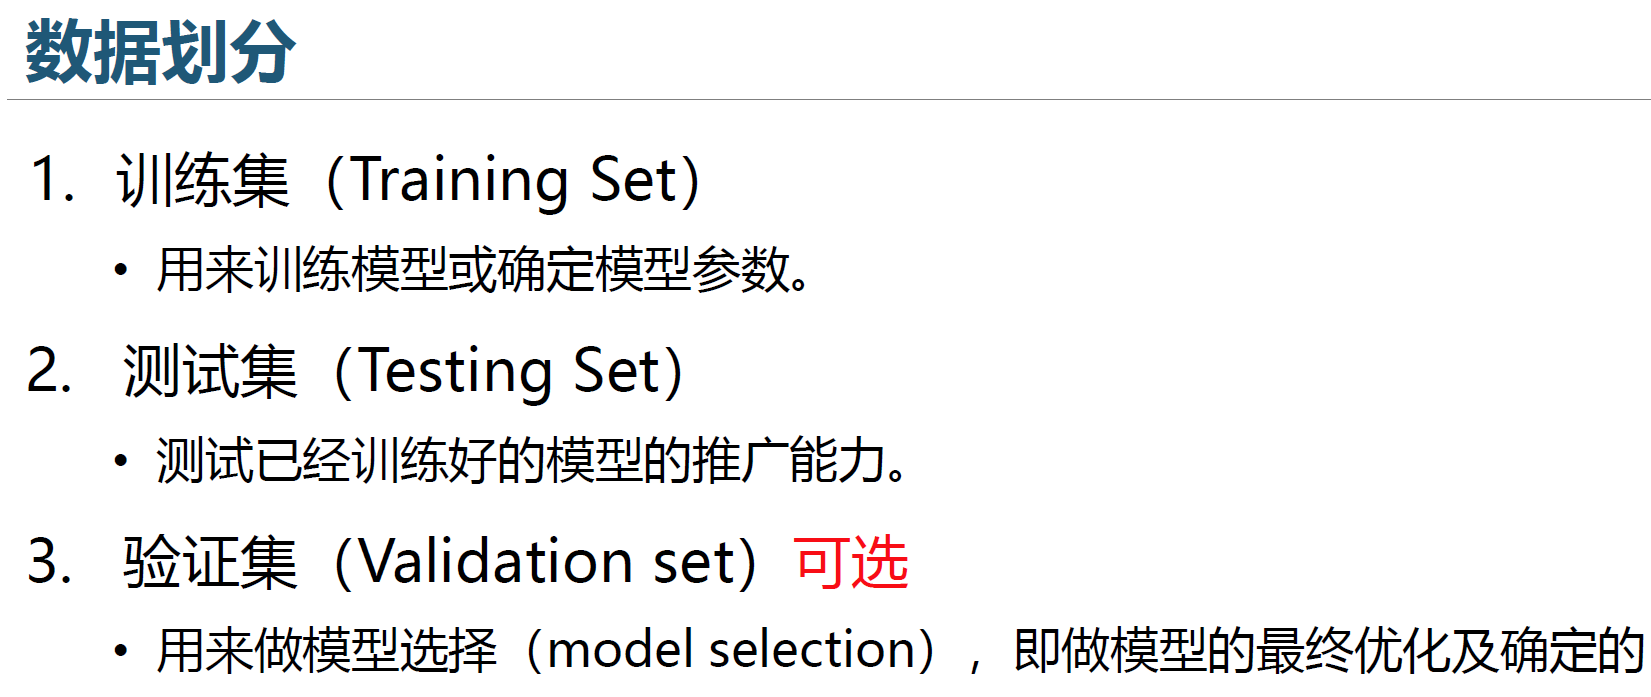 数据划分
1. 训练集（Training Set）
• 用来训练模型或确定模型参数。
2. 测试集（Testing Set）
• 测试已经训练好的模型的推广能力。
3. 验证集（Validation set）可选
• 用来做模型选择（model selection），即做模型的最终优化及确定的